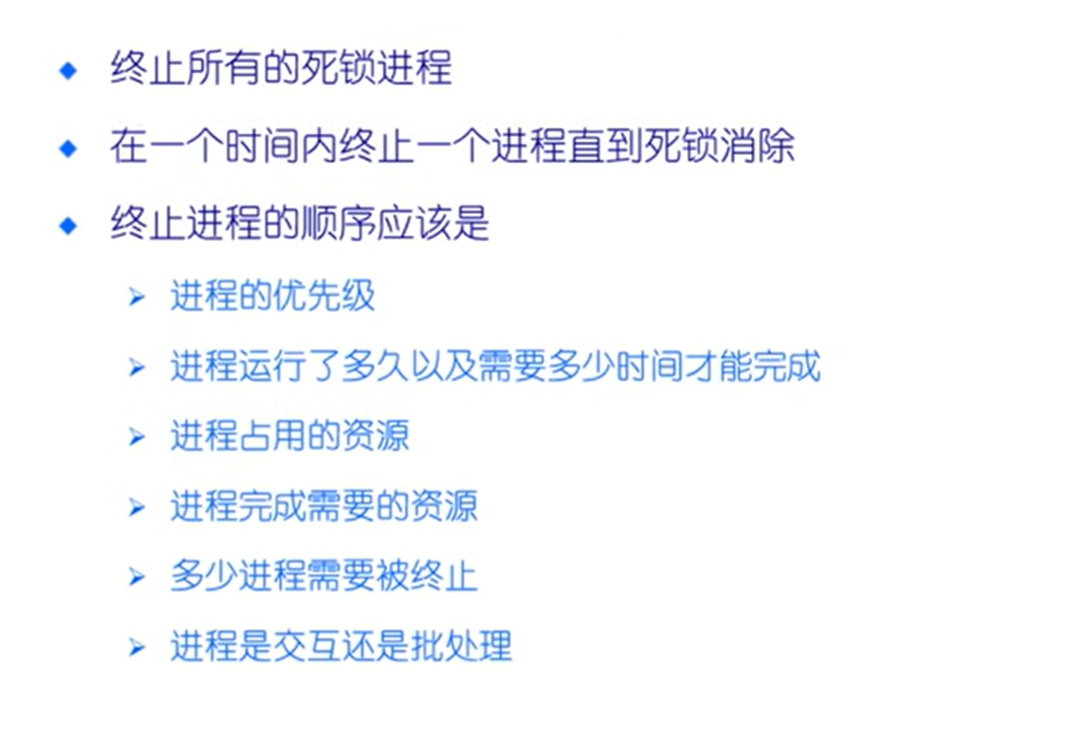 终止所有的死锁进程
在一个时间内终止一个进程直到死锁消除
终止进程的顺序应该是
进程的优先级
进程运行了多久以及需要多少时间才能完成
进程占用的资源
进程完成需要的资源
多少进程需要被终止
进程是交互还是批处理